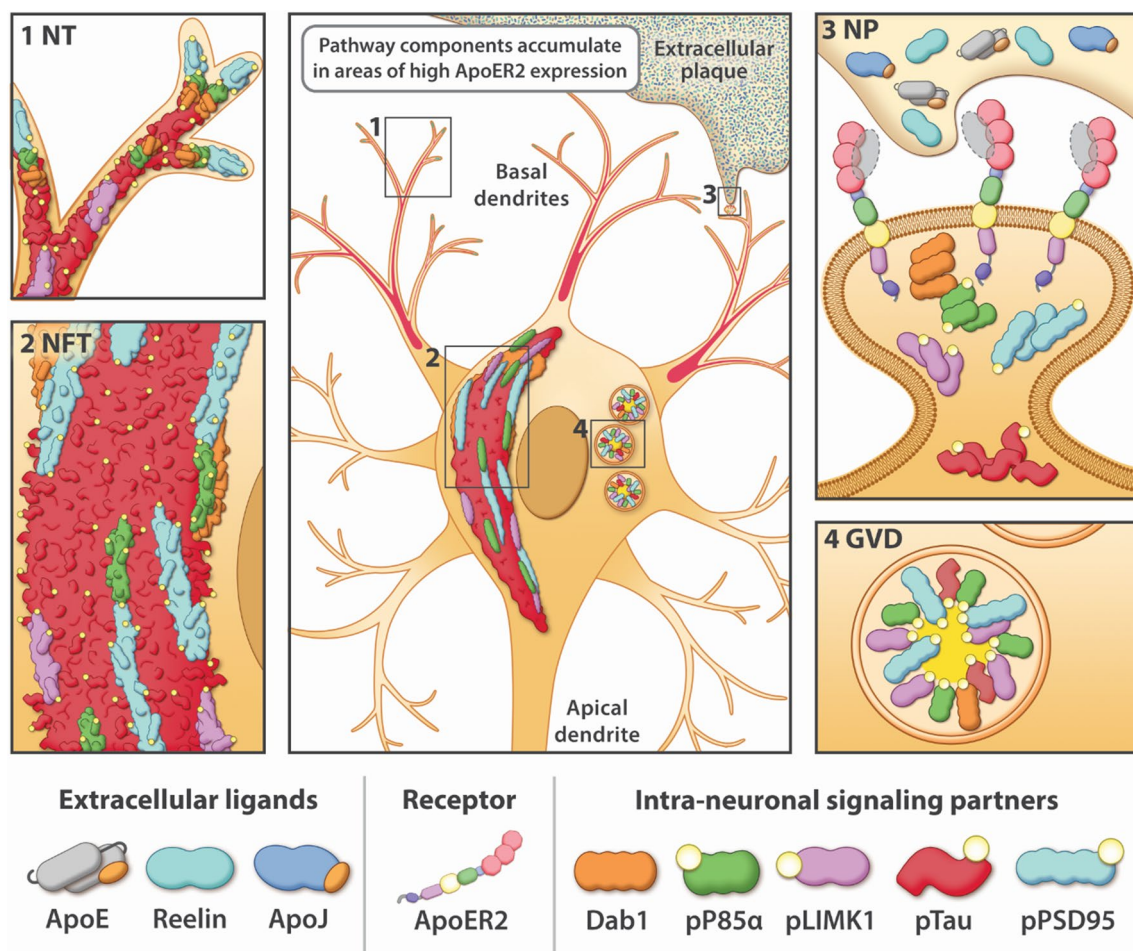 1 NT
Pathway components accumulate
in areas of high ApoER2 expression
Extracellular
plaque
1
Basal
dendrites
3
2
4
Apical
dendrite
3 NP
2 NFT
4 GVD
Extracellular ligands
ApoE
Reelin
ApoJ
Receptor
ApoER2
Intra-neuronal signaling partners
Dab1
pP85α
pLIMK1
pTau
pPSD95